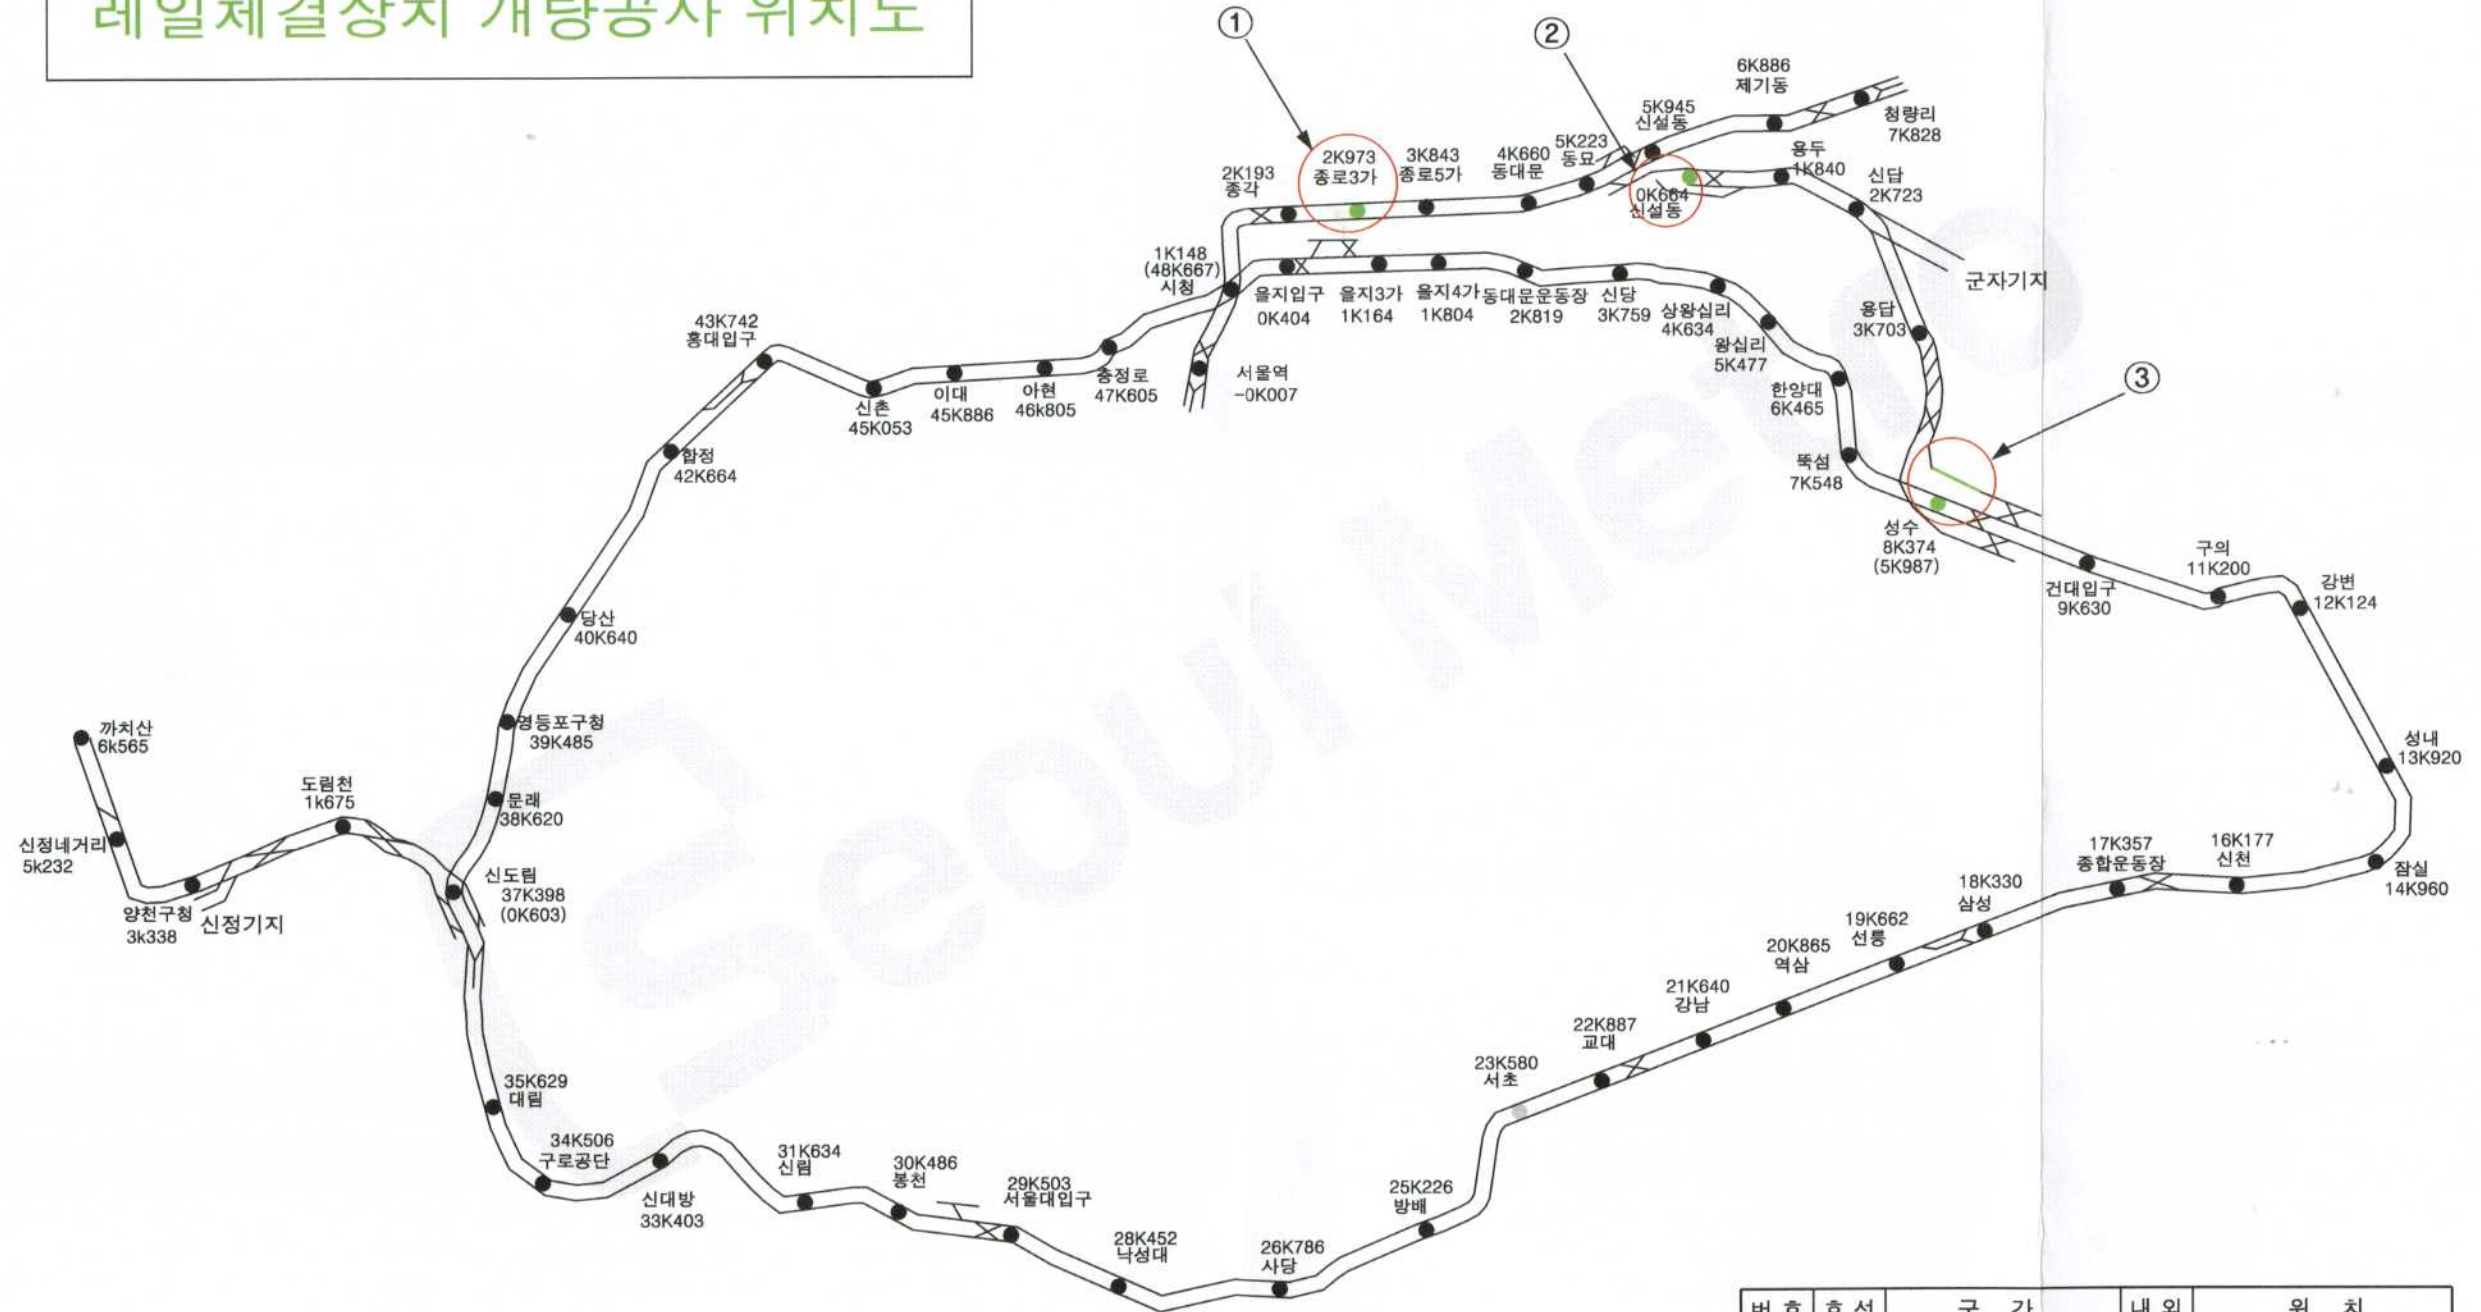 레일체결장치 개량공사 위치도
①
②
6K886
제기동
5K945
신설동
청량리
7K828
5K223
동묘
4K660
동대문
3K843
종로5가
2K973
종로3가
2K193
종각
용두
1K840
신답
2K723
0K664
신설동
1K148
(48K667)
시청
을지입구
0K404
을지3가
1K164
을지4가
1K804
동대문운동장
2K819
신당
3K759
상왕십리
4K634
왕십리
5K477
용답
3K703
군자기지
43K742
홍대입구
신촌
45K053
이대
45K886
아현
46k805
충정로
47K605
서울역
-0K007
한양대
6K465
③
합정
42K664
뚝섬
7K548
성수
8K374
(5K987)
건대입구
9K630
구의
11K200
강변
12K124
당산
40K640
Seoul Metro
영등포구청
39K485
까치산
6k565
성내
13K920
도림천
1k675
문래
38K620
신정네거리
5k232
양천구청
3k338
신정기지
신도림
37K398
(0K603)
17K357
종합운동장
16K177
신천
잠실
14K960
18K330
삼성
19K662
선릉
20K865
역삼
21K640
강남
22K887
교대
23K580
서초
35K629
대림
34K506
구로공단
신대방
33K403
31K634
신림
30K486
봉천
29K503
서울대입구
28K452
낙성대
26K786
사당
25K226
방배
번호 호선 구간 내외 위치